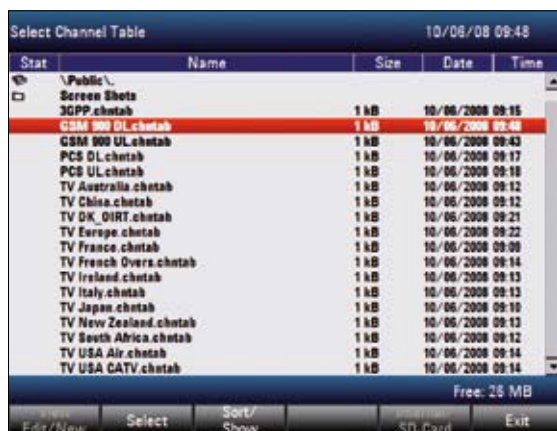 Select Channel Table 10/06/08 09:48
Stat Name Size Date Time
\Public\.
Screen Shots
3GPP.chntab 1 kB 10/06/2008 09:15
GSM 900 DL.chntab 1 kB 10/06/2008 09:48
GSM 900 UL.chntab 1 kB 10/06/2008 09:43
PCS DL.chntab 1 kB 10/06/2008 09:17
PCS UL.chntab 1 kB 10/06/2008 09:18
TV Australia.chntab 1 kB 10/06/2008 09:12
TV China.chntab 1 kB 10/06/2008 09:12
TV DK_OIRT.chntab 1 kB 10/06/2008 09:21
TV Europe.chntab 1 kB 10/06/2008 09:22
TV France.chntab 1 kB 10/06/2008 09:09
TV French Overs.chntab 1 kB 10/06/2008 09:14
TV Ireland.chntab 1 kB 10/06/2008 09:13
TV Italy.chntab 1 kB 10/06/2008 09:13
TV Japan.chntab 1 kB 10/06/2008 09:10
TV New Zealand.chntab 1 kB 10/06/2008 09:13
TV South Africa.chntab 1 kB 10/06/2008 09:12
TV USA Air.chntab 1 kB 10/06/2008 09:14
TV USA CATV.chntab 1 kB 10/06/2008 09:14
Free: 26 MB
Edit/New Select Sort/ Show SD Card Exit